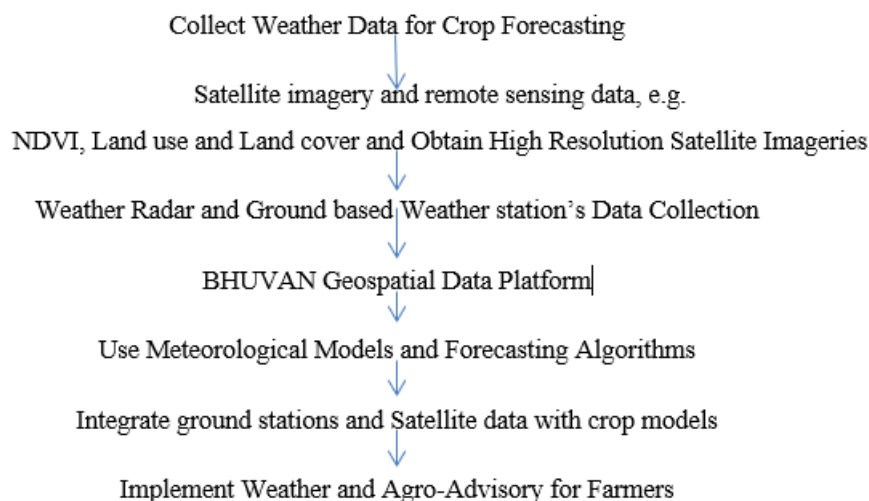 Collect Weather Data for Crop Forecasting
Satellite imagery and remote sensing data, e.g.
NDVI, Land use and Land cover and Obtain High Resolution Satellite Imageries
Weather Radar and Ground based Weather station's Data Collection
BHUVAN Geospatial Data Platform
Use Meteorological Models and Forecasting Algorithms
Integrate ground stations and Satellite data with crop models
Implement Weather and Agro-Advisory for Farmers